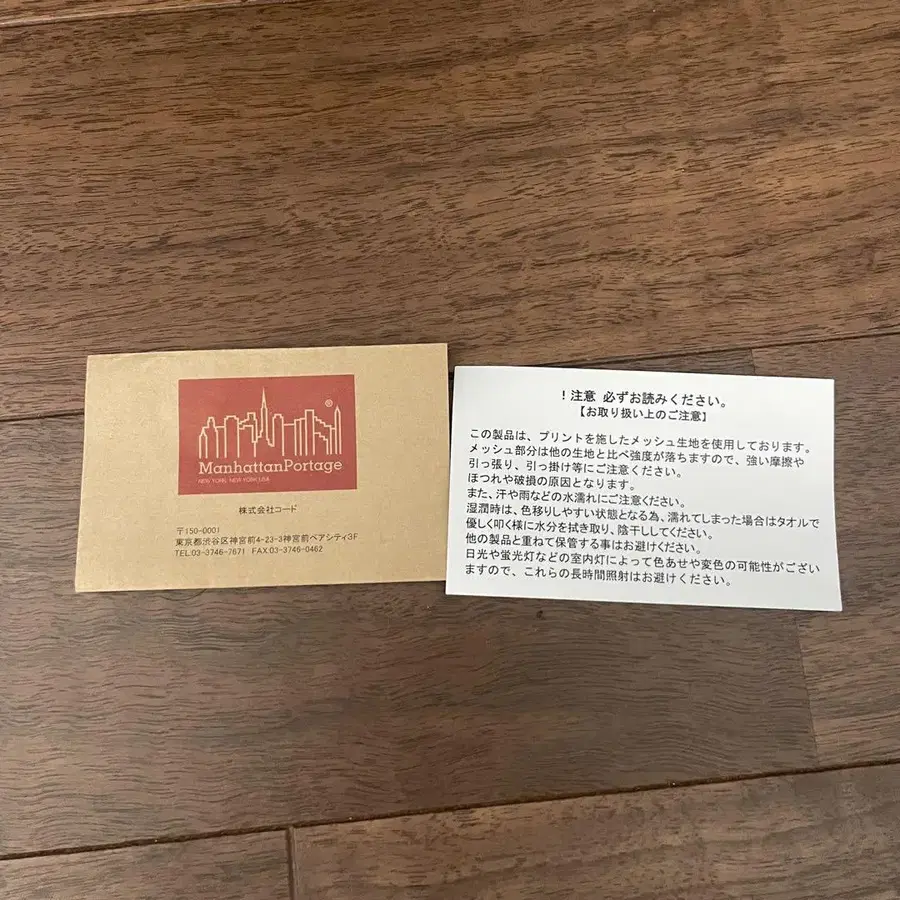 ®
ManhattanPortage
NEW YORK, NEW YORK, USA
株式会社コード
〒150-0001
東京都渋谷区神宮前4-23-3神宮前ペアシティ3F
TEL:03-3746-7671 FAX:03-3746-0462
！注意 必ずお読みください。
【お取り扱い上のご注意】
この製品は、プリントを施したメッシュ生地を使用しております。
メッシュ部分は他の生地と比べ強度が落ちますので、強い摩擦や
引っ張り、引っ掛け等にご注意ください。
ほつれや破損の原因となります。
また、汗や雨などの水濡れにご注意ください。
湿潤時は、色移りしやすい状態となる為、濡れてしまった場合はタオルで
優しく叩く様に水分を拭き取り、陰干ししてください。
他の製品と重ねて保管する事はお避けください。
日光や蛍光灯などの室内灯によって色あせや変色の可能性がござい
ますので、これらの長時間照射はお避けください。